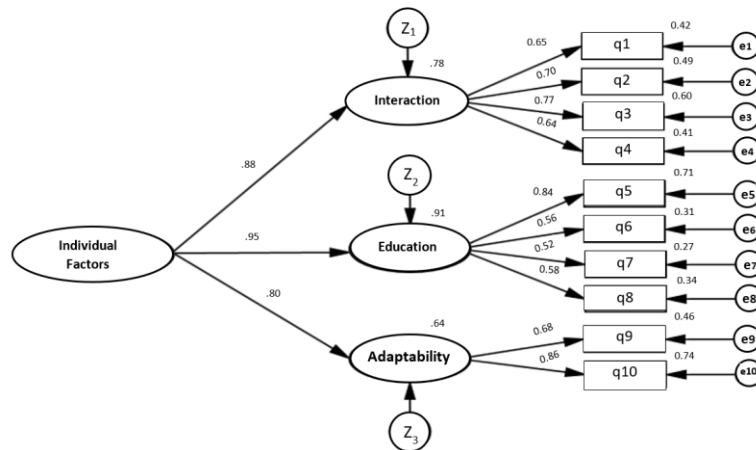 Z1
0.42
0.65
q1
e1
.78
0.49
0.70
q2
e2
Interaction
0.60
0.77
q3
e3
0.64
0.41
q4
e4
.88
Z2
0.71
0.84
q5
e5
.91
0.31
0.56
q6
e6
Individual
Factors
.95
Education
0.27
0.52
q7
e7
0.58
0.34
q8
e8
.80
0.46
.64
0.68
q9
e9
Adaptability
0.74
0.86
q10
e10
Z3